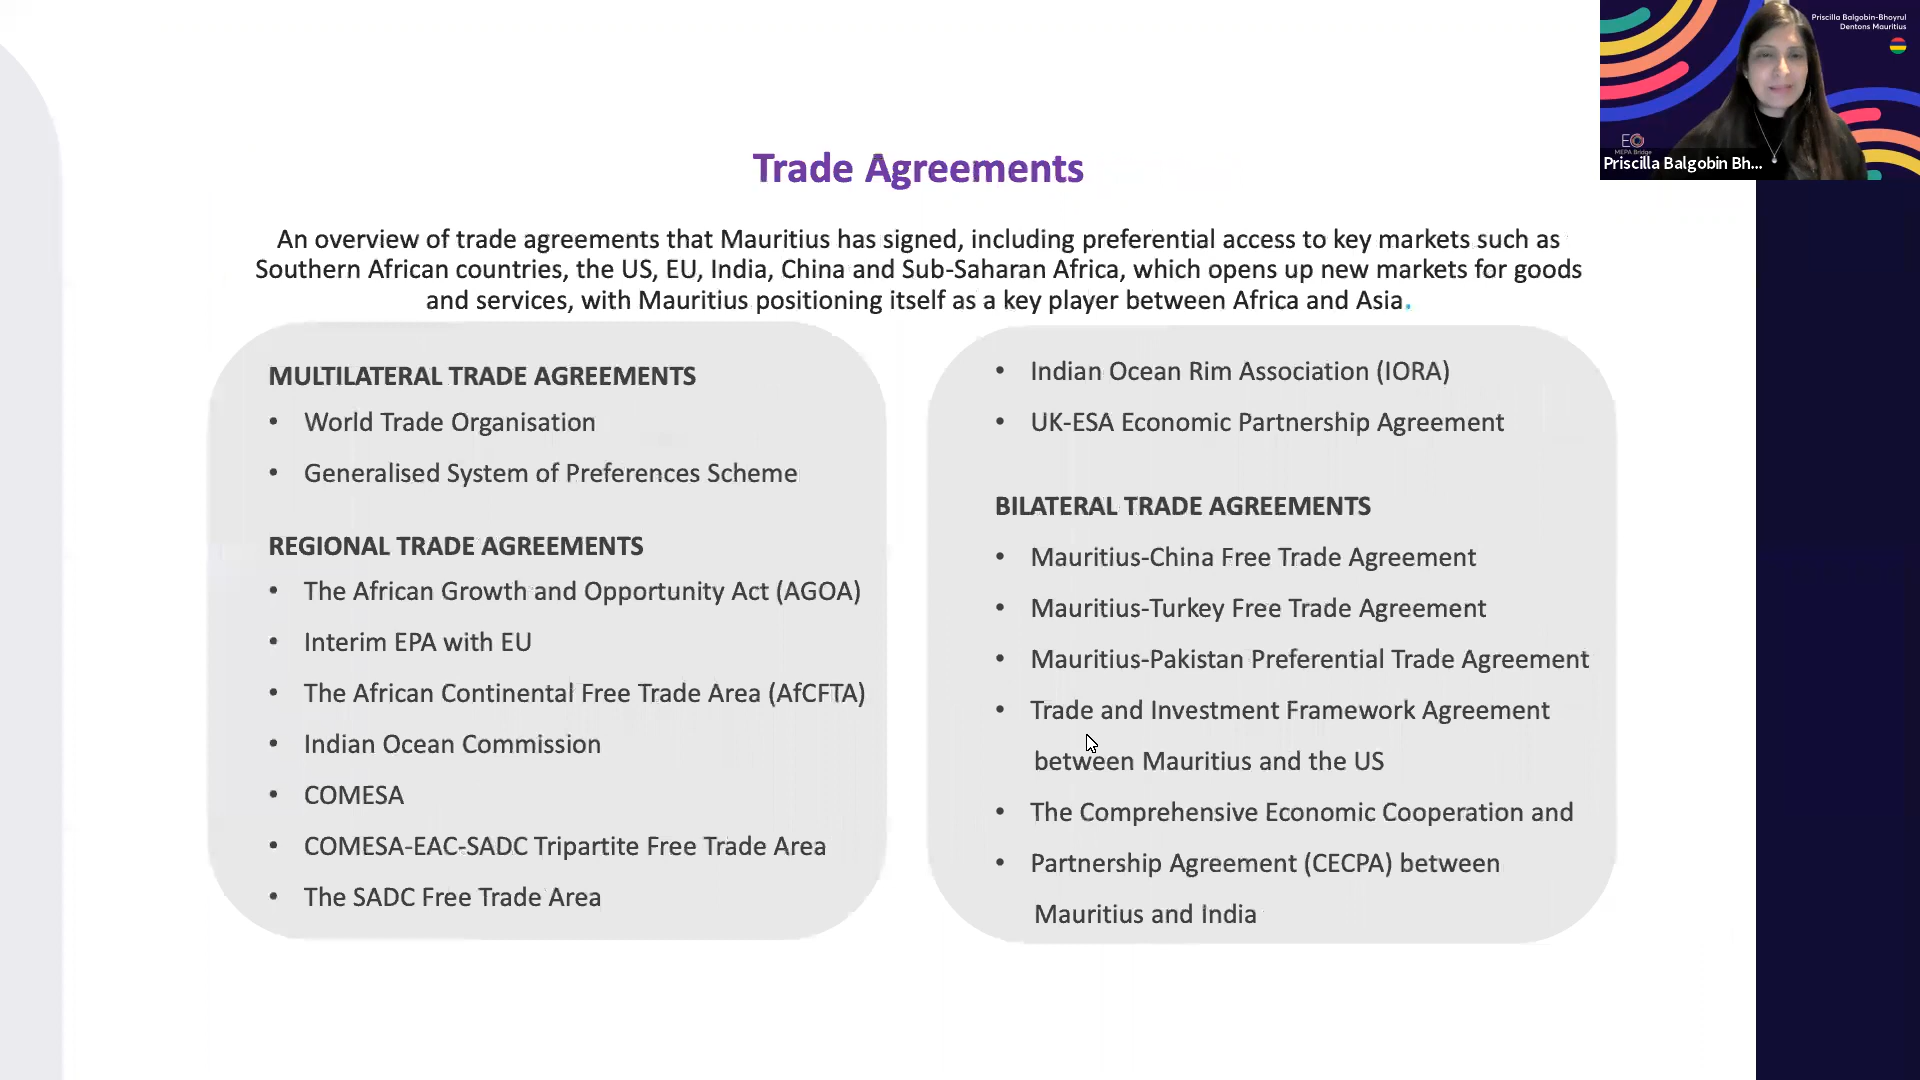 Trade Agreements
An overview of trade agreements that Mauritius has signed, including preferential access to key markets such as
Southern African countries, the US, EU, India, China and Sub-Saharan Africa, which opens up new markets for goods
and services, with Mauritius positioning itself as a key player between Africa and Asia.
MULTILATERAL TRADE AGREEMENTS
• World Trade Organisation
• Generalised System of Preferences Scheme
REGIONAL TRADE AGREEMENTS
• The African Growth and Opportunity Act (AGOA)
• Interim EPA with EU
• The African Continental Free Trade Area (AfCFTA)
• Indian Ocean Commission
• COMESA
• COMESA-EAC-SADC Tripartite Free Trade Area
• The SADC Free Trade Area
• Indian Ocean Rim Association (IORA)
• UK-ESA Economic Partnership Agreement
BILATERAL TRADE AGREEMENTS
• Mauritius-China Free Trade Agreement
• Mauritius-Turkey Free Trade Agreement
• Mauritius-Pakistan Preferential Trade Agreement
• Trade and Investment Framework Agreement
between Mauritius and the US
• The Comprehensive Economic Cooperation and
• Partnership Agreement (CECPA) between
Mauritius and India
Priscilla Balgobin-Bhoyrul
Dentons Mauritius
MEPA Bridge
Priscilla Balgobin Bh...